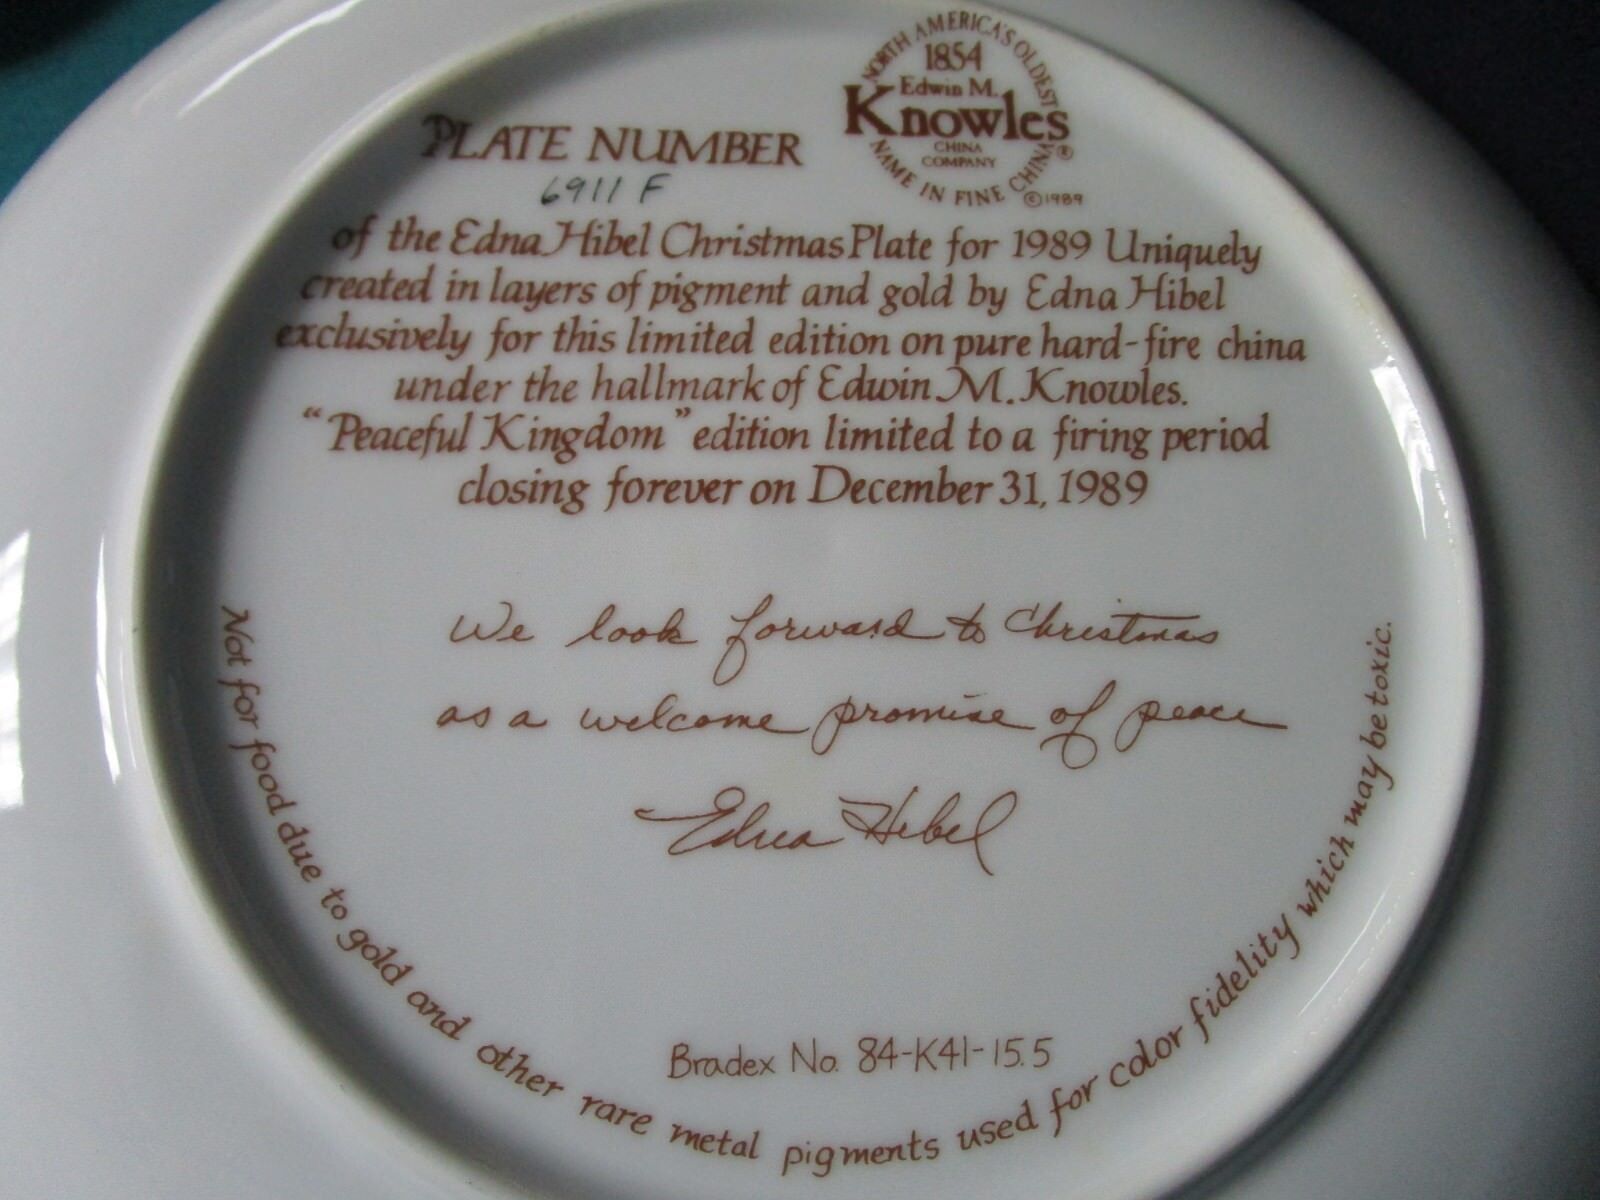 NORTH AMERICA'S OLDEST
1854
Edwin M.
Knowles
CHINA
COMPANY
®
NAME IN FINE CHINA
©1989
PLATE NUMBER
6911 F
of the Edna Hibel Christmas Plate for 1989 Uniquely
created in layers of pigment and gold by Edna Hibel
exclusively for this limited edition on pure hard-fire china
under the hallmark of Edwin M. Knowles.
"Peaceful Kingdom" edition limited to a firing period
closing forever on December 31, 1989
We look forward to Christmas
as a welcome promise of peace
Edna Hibel
Bradex No. 84-K41-15.5
Not for food due to gold and other rare metal pigments used for color fidelity which may be toxic.